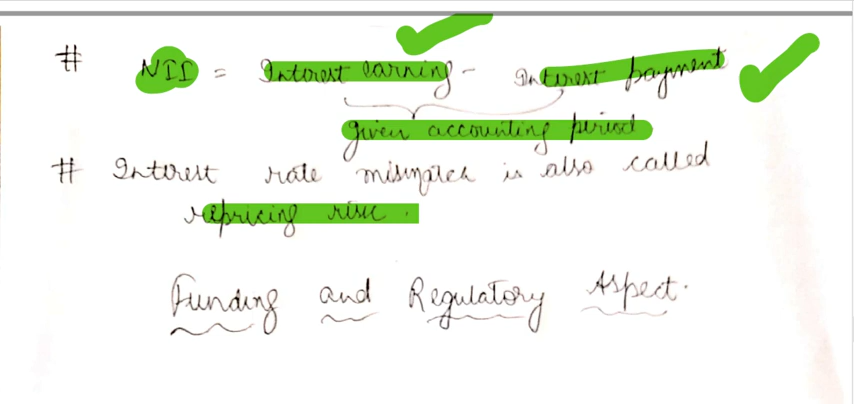 # NII = Interest earning - Interest payment
given accounting period
# Interest rate mismatch is also called
repricing risk.
Funding and Regulatory Aspect.